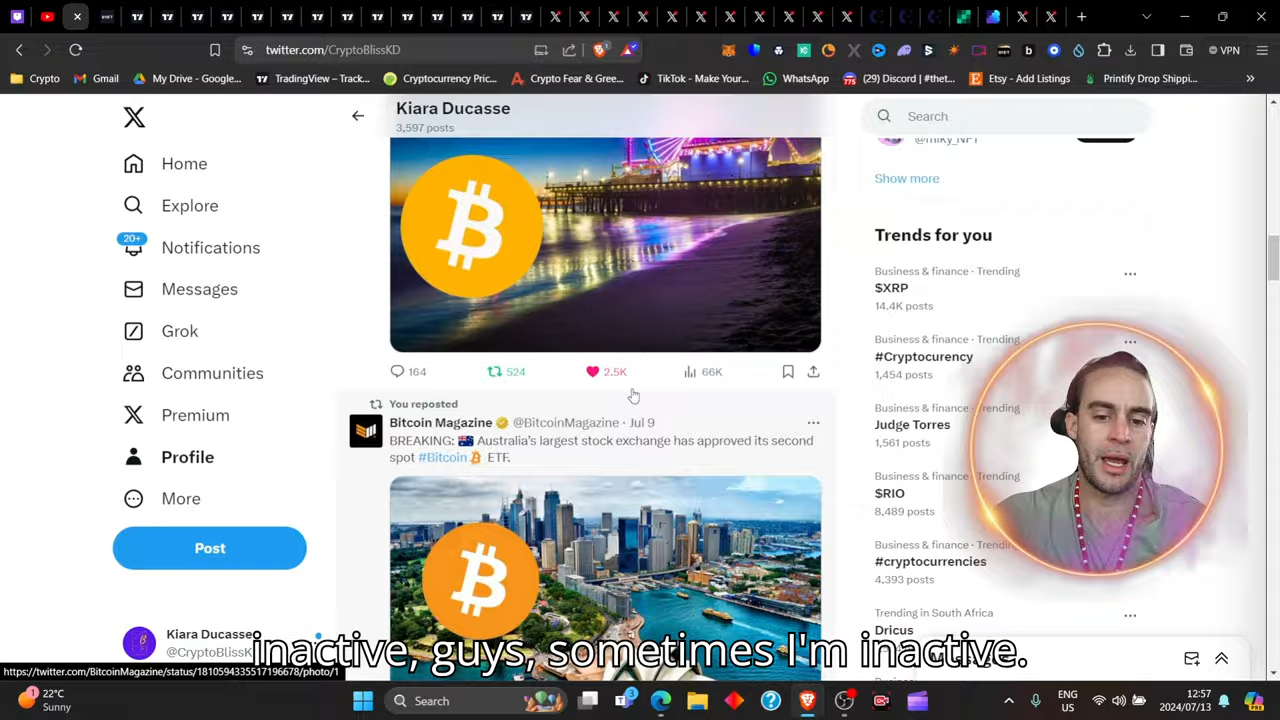 twitter.com/CryptoBlissKD
VPN
Crypto
Gmail
My Drive - Google...
TradingView – Track...
Cryptocurrency Pric...
Crypto Fear & Gree...
TikTok - Make Your...
WhatsApp
(29) Discord | #thet...
Etsy - Add Listings
Printify Drop Shippi...
Kiara Ducasse
3,597 posts
Search
Home
Explore
20+
Notifications
Messages
Grok
Communities
Premium
Profile
More
Post
Kiara Ducasse
@CryptoBlissKD
164
524
2.5K
66K
You reposted
Bitcoin Magazine @BitcoinMagazine · Jul 9
BREAKING: 🇦🇺 Australia's largest stock exchange has approved its second
spot #Bitcoin ETF.
@miky_NFT
Show more
Trends for you
Business & finance · Trending
$XRP
14.4K posts
Business & finance · Trending
#Cryptocurency
1,454 posts
Business & finance · Trending
Judge Torres
1,561 posts
Business & finance · Trending
$RIO
8,489 posts
Business & finance · Trending
#cryptocurrencies
4,393 posts
Trending in South Africa
Dricus
inactive, guys, sometimes I'm inactive.
https://twitter.com/BitcoinMagazine/status/1810594335517196678/photo/1
22°C
Sunny
Search
ENG
US
12:57
2024/07/13